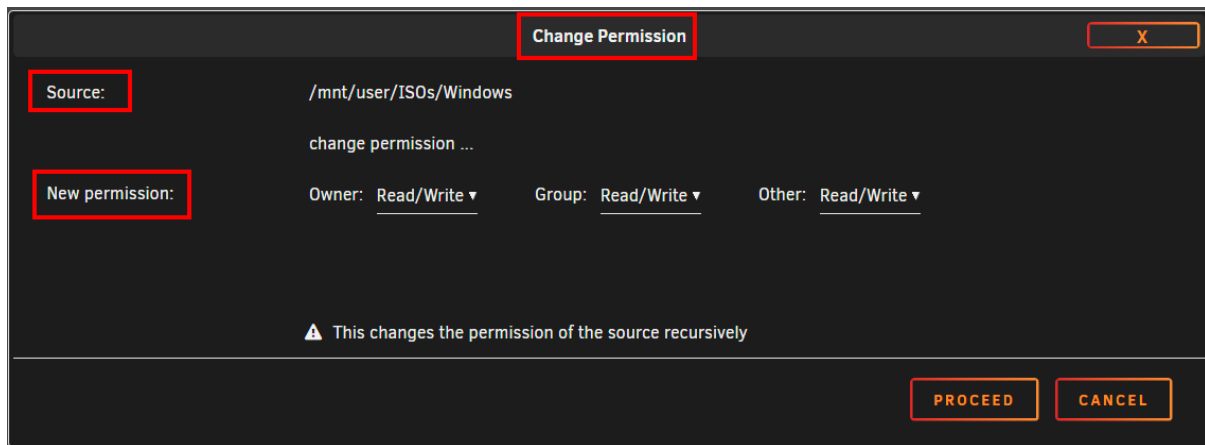 Change Permission X
Source: /mnt/user/ISOs/Windows
change permission ...
New permission: Owner: Read/Write ▾ Group: Read/Write ▾ Other: Read/Write ▾
This changes the permission of the source recursively
PROCEED CANCEL